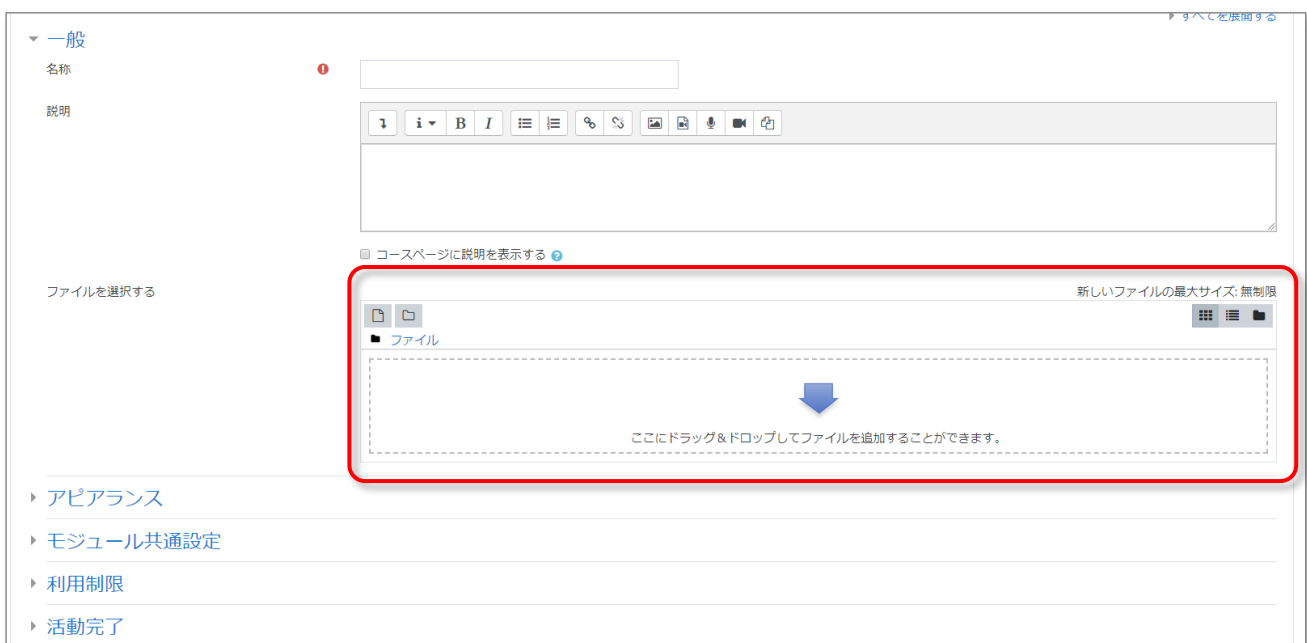 すべてを展開する
一般
名称
説明
B I
コースページに説明を表示する
ファイルを選択する
新しいファイルの最大サイズ: 無制限
ファイル
ここにドラッグ＆ドロップしてファイルを追加することができます。
アピアランス
モジュール共通設定
利用制限
活動完了